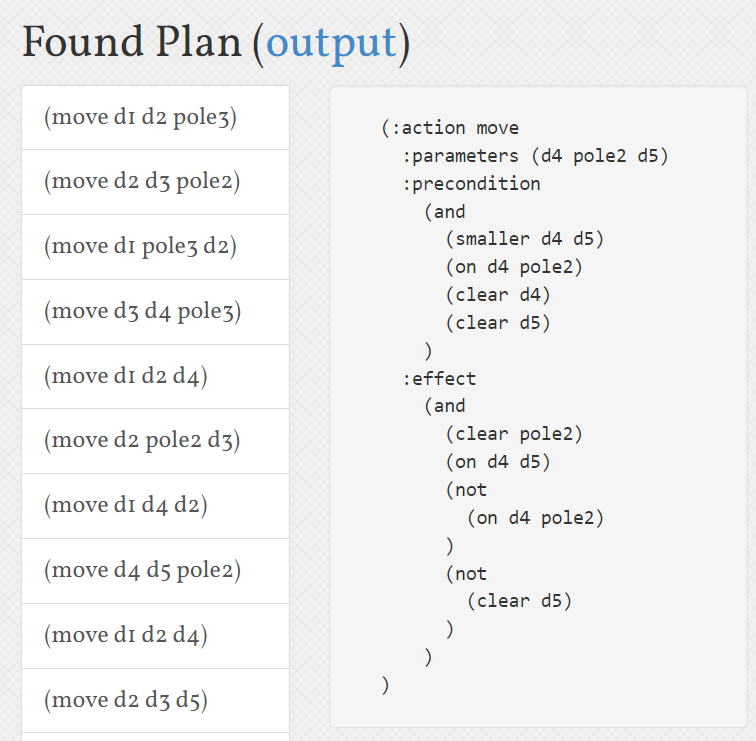 Found Plan (output)
(move d1 d2 pole3)
(move d2 d3 pole2)
(move d1 pole3 d2)
(move d3 d4 pole3)
(move d1 d2 d4)
(move d2 pole2 d3)
(move d1 d4 d2)
(move d4 d5 pole2)
(move d1 d2 d4)
(move d2 d3 d5)
(:action move
  :parameters (d4 pole2 d5)
  :precondition
    (and
      (smaller d4 d5)
      (on d4 pole2)
      (clear d4)
      (clear d5)
    )
  :effect
    (and
      (clear pole2)
      (on d4 d5)
      (not
        (on d4 pole2)
      )
      (not
        (clear d5)
      )
    )
)